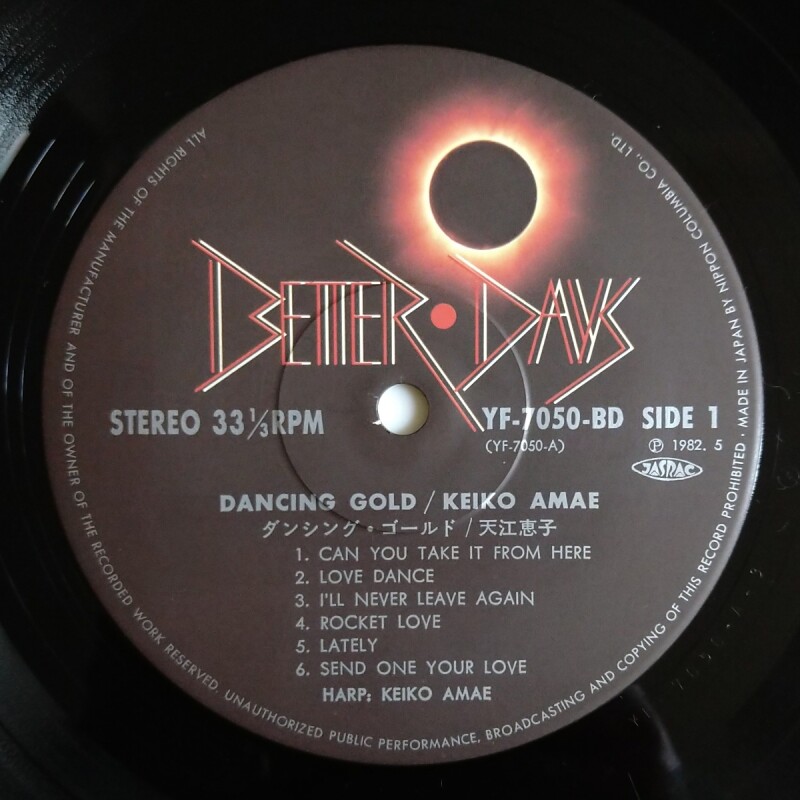 BETTER・DAYS
STEREO 33 1/3 RPM
YF-7050-BD SIDE 1
(YF-7050-A)
Ⓟ 1982. 5
JASRAC
DANCING GOLD / KEIKO AMAE
ダンシング・ゴールド / 天江恵子
1. CAN YOU TAKE IT FROM HERE
2. LOVE DANCE
3. I'LL NEVER LEAVE AGAIN
4. ROCKET LOVE
5. LATELY
6. SEND ONE YOUR LOVE
HARP: KEIKO AMAE
ALL RIGHTS OF THE MANUFACTURER AND OF THE OWNER OF THE RECORDED WORK RESERVED. UNAUTHORIZED PUBLIC PERFORMANCE, BROADCASTING AND COPYING OF THIS RECORD PROHIBITED・MADE IN JAPAN BY NIPPON COLUMBIA CO., LTD.